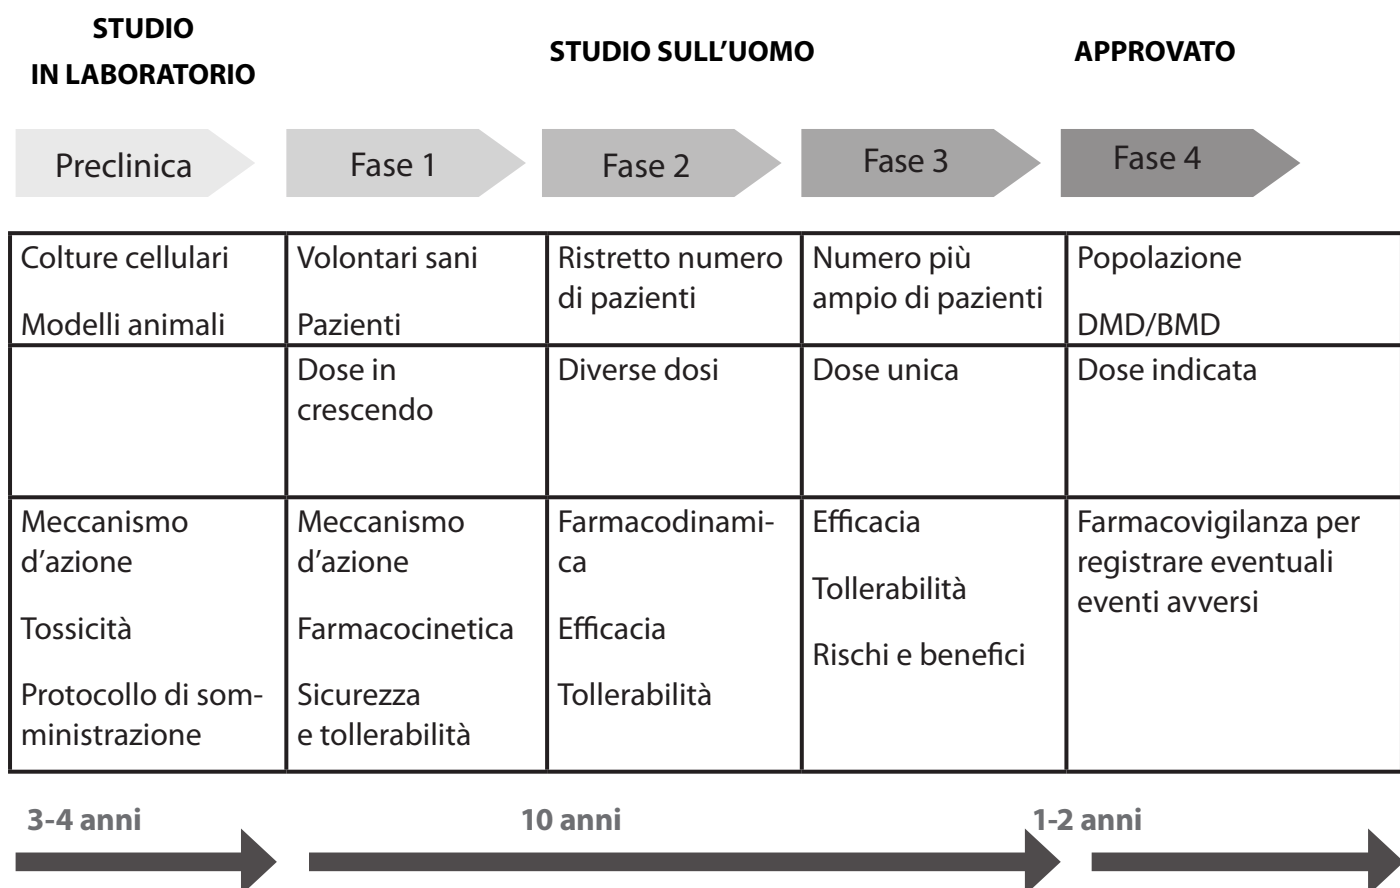 STUDIO
IN LABORATORIO
STUDIO SULL’UOMO
APPROVATO
Preclinica
Fase 1
Fase 2
Fase 3
Fase 4
Colture cellulari
Modelli animali
Volontari sani
Pazienti
Ristretto numero
di pazienti
Numero più
ampio di pazienti
Popolazione
DMD/BMD
Dose in
crescendo
Diverse dosi
Dose unica
Dose indicata
Meccanismo
d’azione
Tossicità
Protocollo di som-
ministrazione
Meccanismo
d’azione
Farmacocinetica
Sicurezza
e tollerabilità
Farmacodinami-
ca
Efficacia
Tollerabilità
Efficacia
Tollerabilità
Rischi e benefici
Farmacovigilanza per
registrare eventuali
eventi avversi
3-4 anni
10 anni
1-2 anni